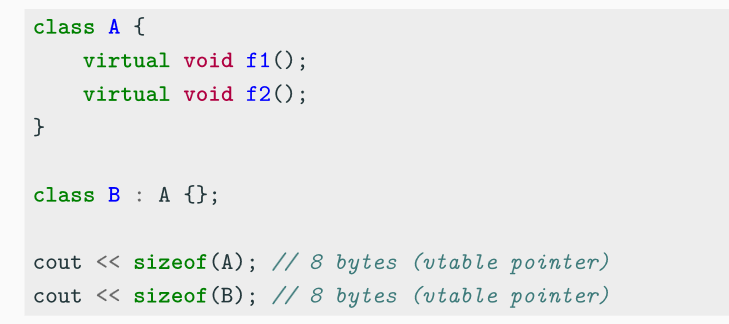 class A {
    virtual void f1();
    virtual void f2();
}
class B : A {};
cout << sizeof(A); // 8 bytes (vtable pointer)
cout << sizeof(B); // 8 bytes (vtable pointer)